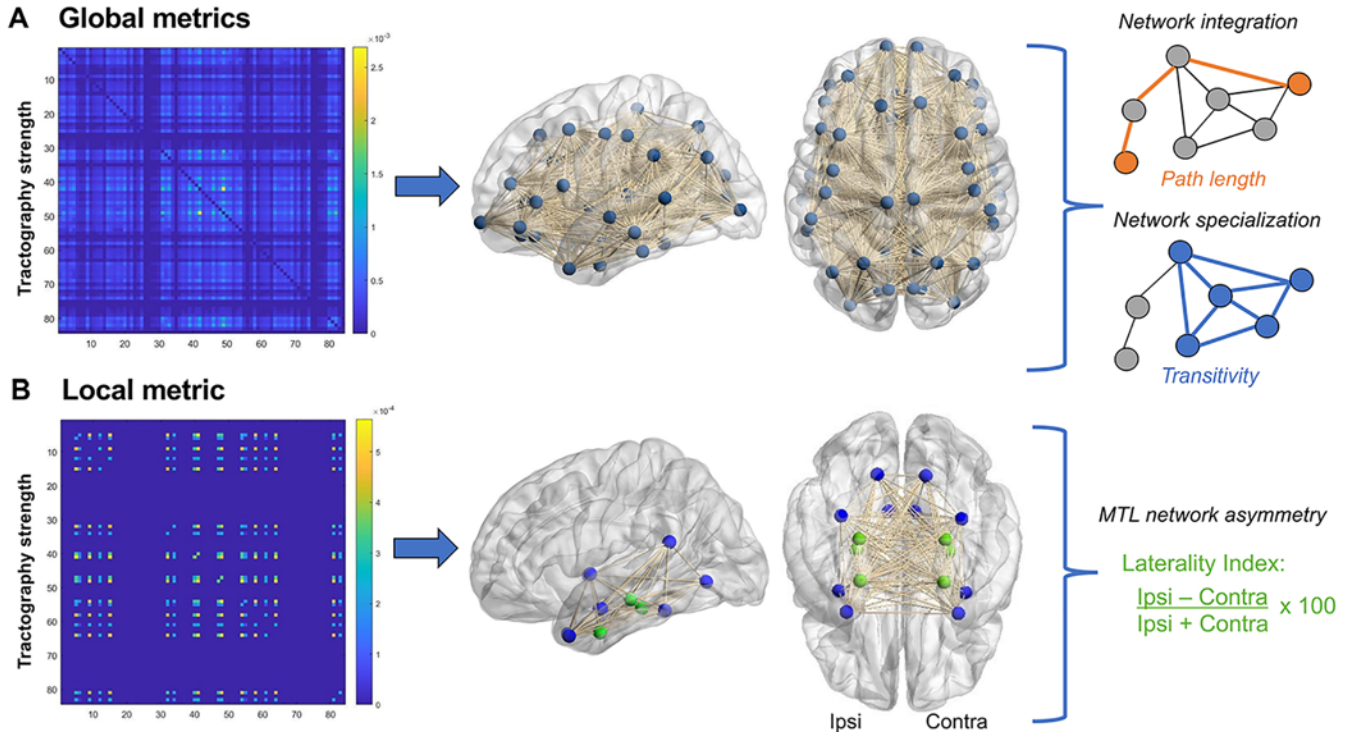 A Global metrics
Tractography strength
10
20
30
40
50
60
70
80
10 20 30 40 50 60 70 80
×10⁻³
2.5
2
1.5
1
0.5
0
Network integration
Path length
Network specialization
Transitivity
B Local metric
Tractography strength
10
20
30
40
50
60
70
80
10 20 30 40 50 60 70 80
×10⁻⁴
5
4
3
2
1
0
Ipsi Contra
MTL network asymmetry
Laterality Index:
Ipsi – Contra
Ipsi + Contra
x 100